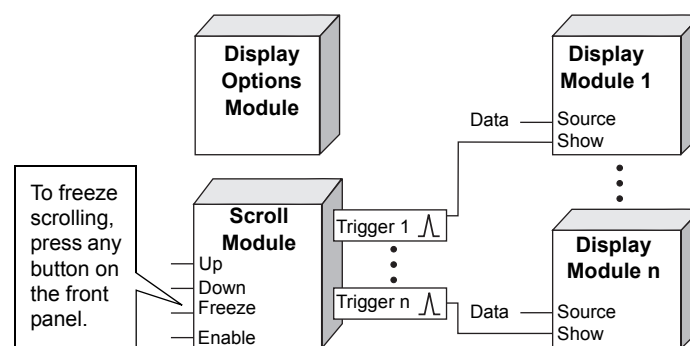 Display
Options
Module
Display
Module 1
Data
Source
Show
To freeze
scrolling,
press any
button on
the front
panel.
Scroll
Module
Up
Down
Freeze
Enable
Trigger 1
Trigger n
Display
Module n
Data
Source
Show